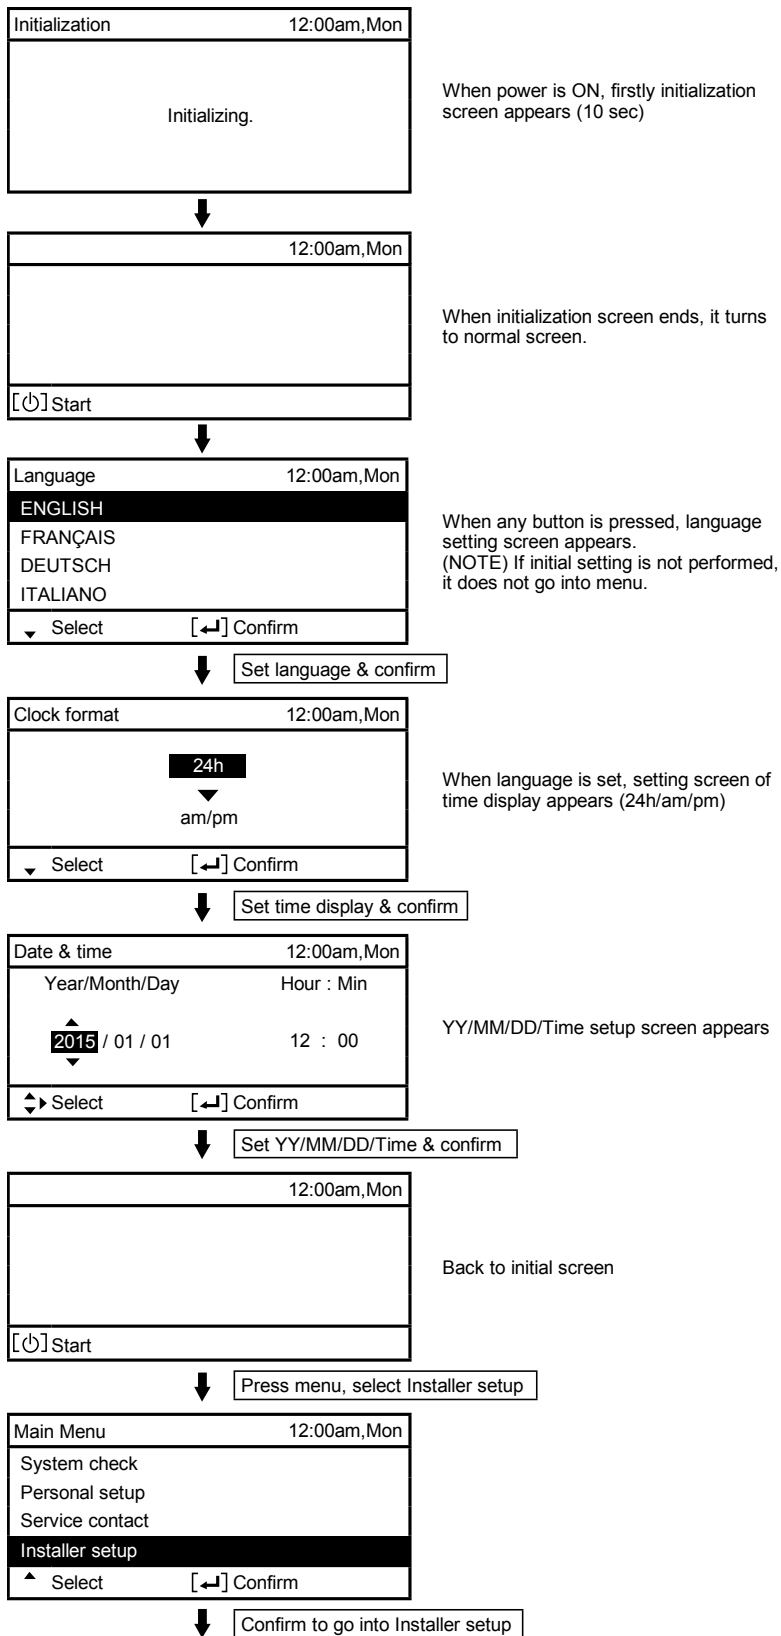 Initialization 12:00am,Mon
Initializing.
When power is ON, firstly initialization
screen appears (10 sec)
12:00am,Mon
[⏻] Start
When initialization screen ends, it turns
to normal screen.
Language 12:00am,Mon
ENGLISH
FRANÇAIS
DEUTSCH
ITALIANO
▼ Select [↵] Confirm
When any button is pressed, language
setting screen appears.
(NOTE) If initial setting is not performed,
it does not go into menu.
Set language & confirm
Clock format 12:00am,Mon
24h
am/pm
▼ Select [↵] Confirm
When language is set, setting screen of
time display appears (24h/am/pm)
Set time display & confirm
Date & time 12:00am,Mon
Year/Month/Day Hour : Min
2015 / 01 / 01 12 : 00
Select [↵] Confirm
YY/MM/DD/Time setup screen appears
Set YY/MM/DD/Time & confirm
12:00am,Mon
[⏻] Start
Back to initial screen
Press menu, select Installer setup
Main Menu 12:00am,Mon
System check
Personal setup
Service contact
Installer setup
▲ Select [↵] Confirm
Confirm to go into Installer setup